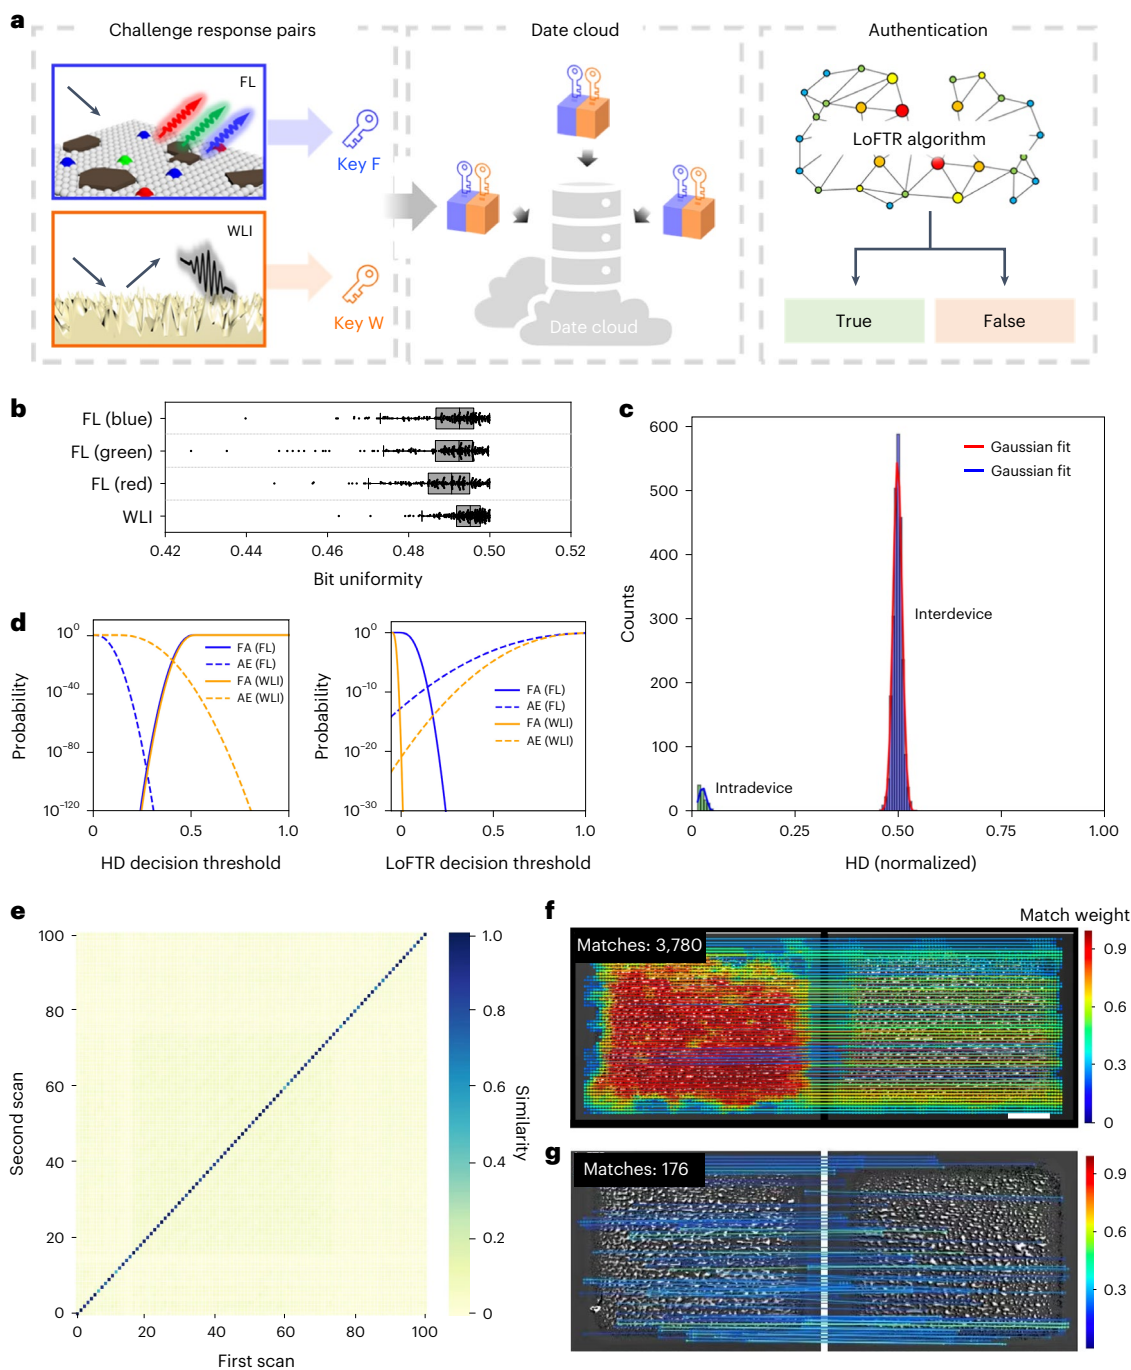 a
Challenge response pairs
Date cloud
Authentication
FL
Key F
WLI
Key W
Date cloud
LoFTR algorithm
True
False
b
FL (blue)
FL (green)
FL (red)
WLI
0.42 0.44 0.46 0.48 0.50 0.52
Bit uniformity
c
600
500
400
300
200
100
0
Counts
Gaussian fit
Gaussian fit
Interdevice
Intradevice
0 0.25 0.50 0.75 1.00
HD (normalized)
d
10⁰
10⁻⁴⁰
10⁻⁸⁰
10⁻¹²⁰
Probability
FA (FL)
AE (FL)
FA (WLI)
AE (WLI)
0 0.5 1.0
HD decision threshold
10⁰
10⁻¹⁰
10⁻²⁰
10⁻³⁰
Probability
FA (FL)
AE (FL)
FA (WLI)
AE (WLI)
0 0.5 1.0
LoFTR decision threshold
e
100
80
60
40
20
0
Second scan
0 20 40 60 80 100
First scan
1.0
0.8
0.6
0.4
0.2
0
Similarity
f
Match weight
Matches: 3,780
0.9
0.6
0.3
0
g
Matches: 176
0.9
0.6
0.3